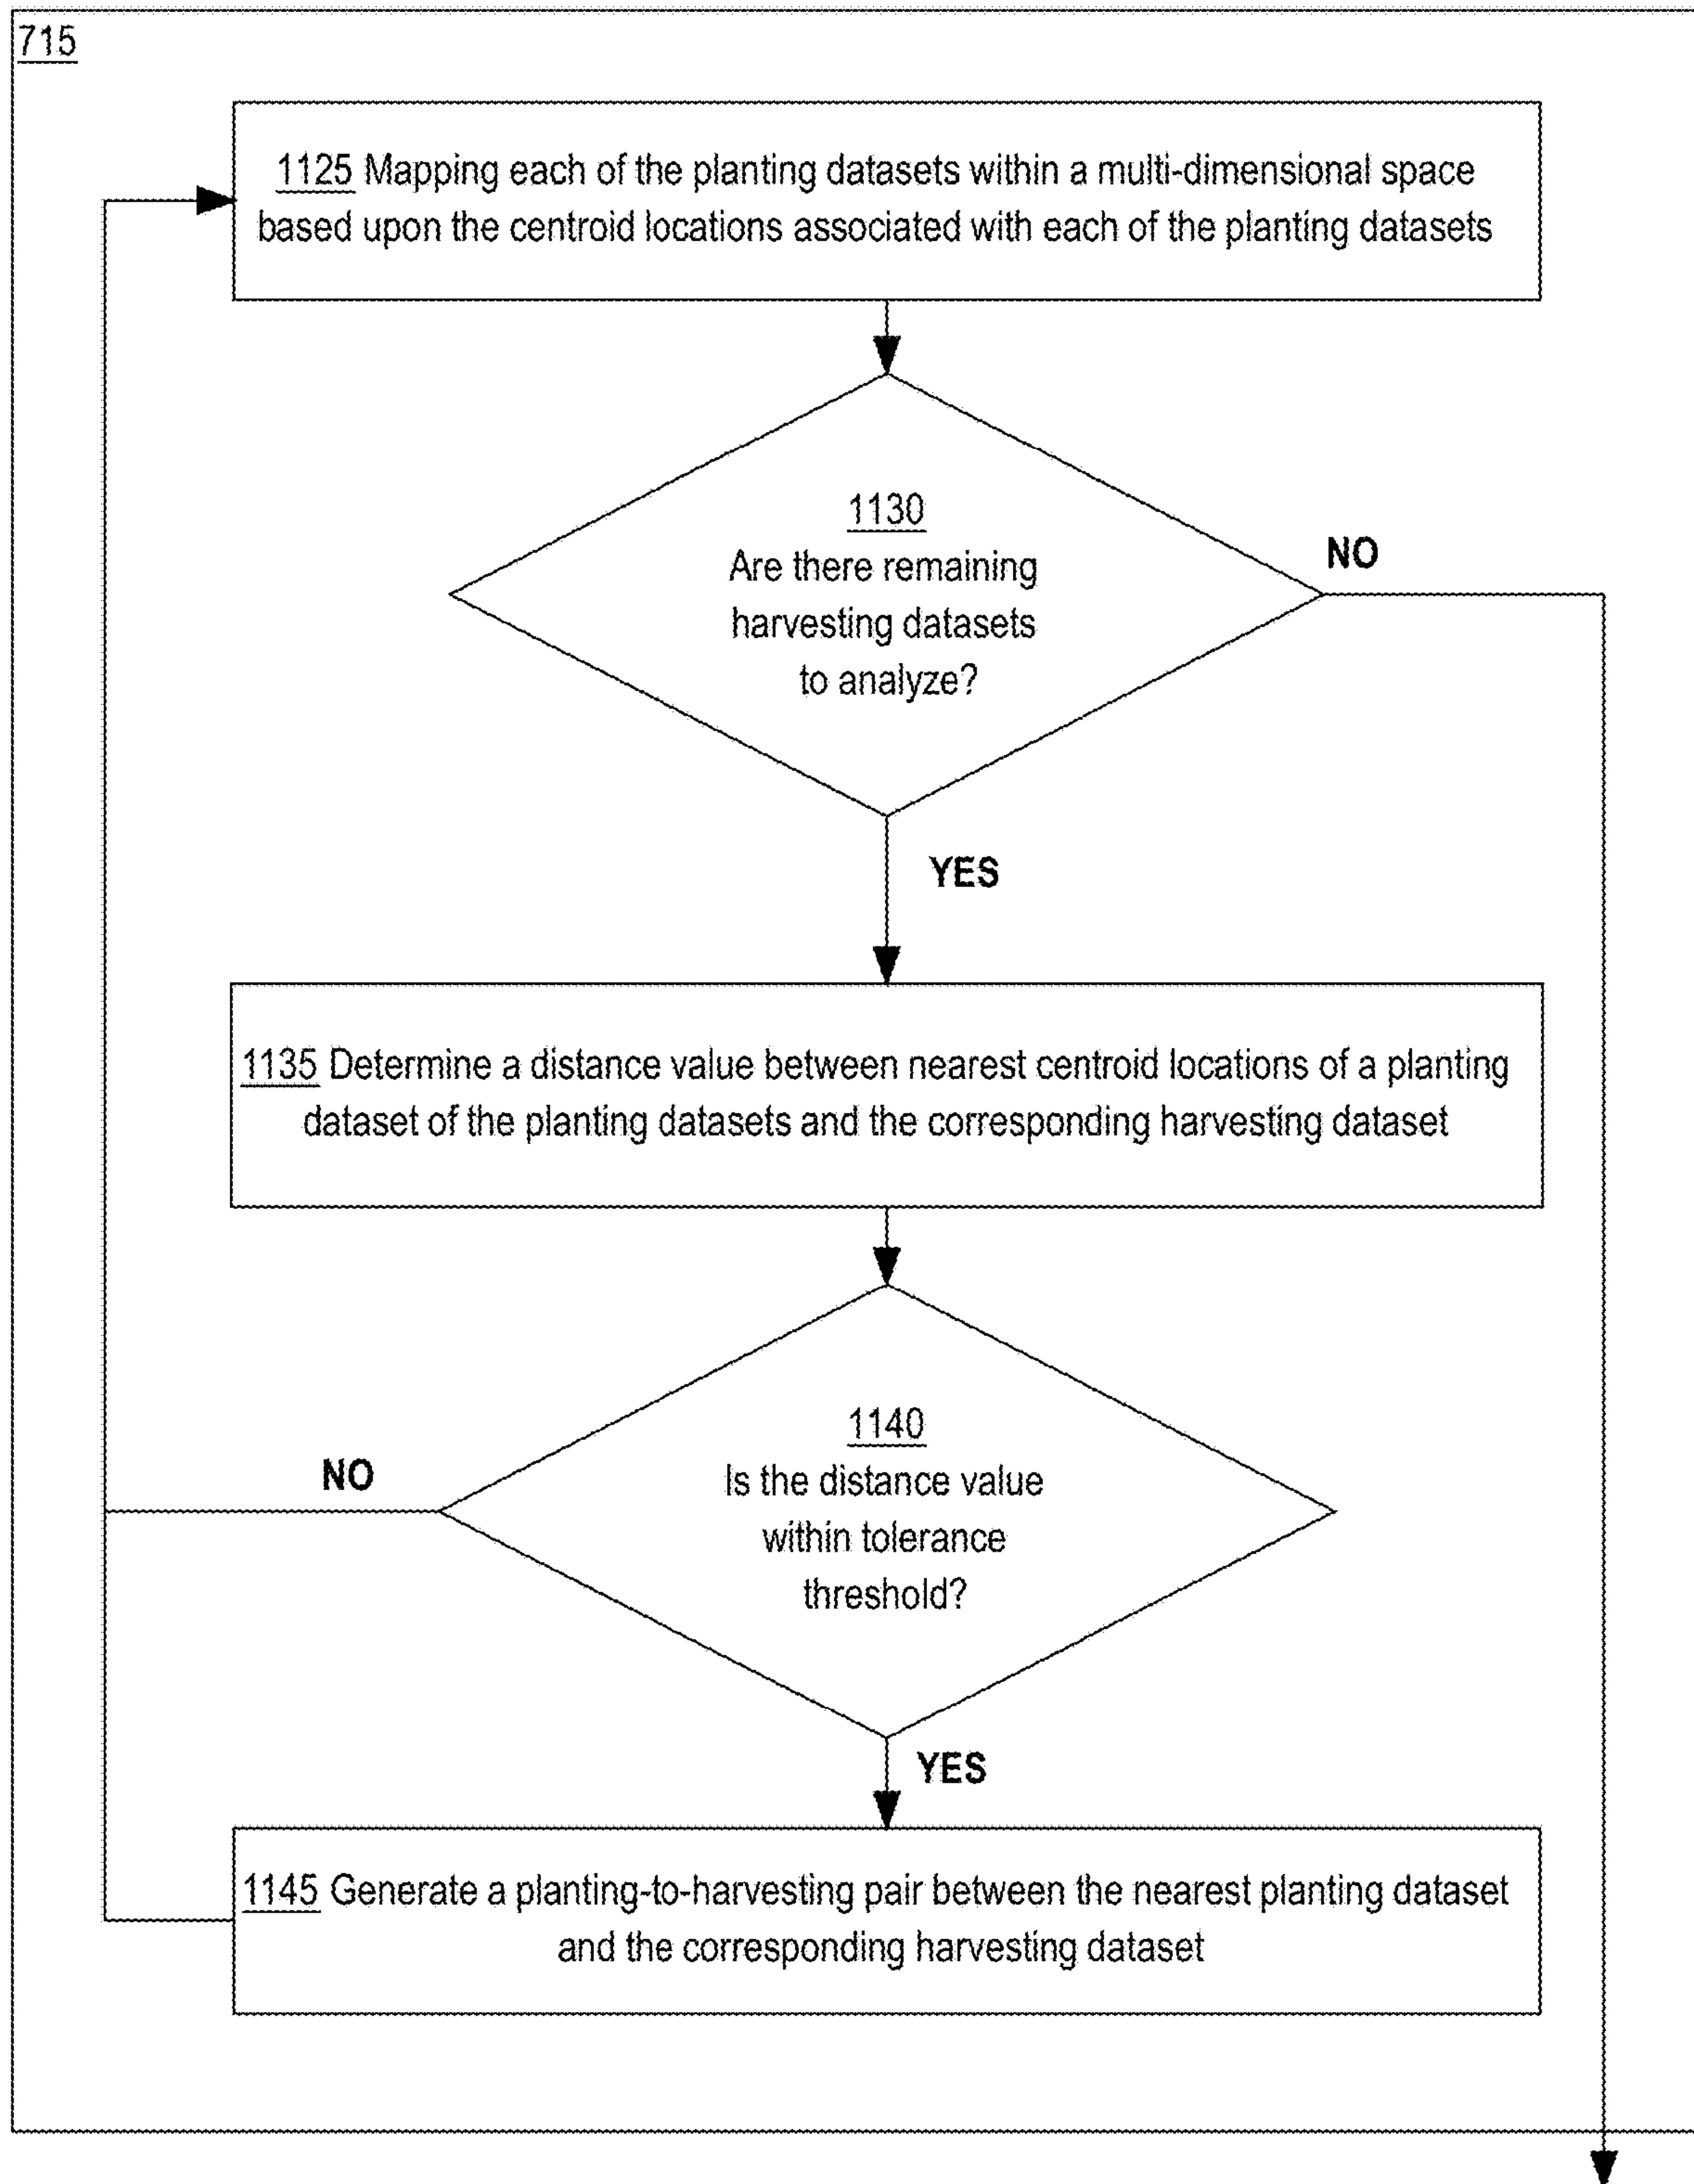 715
1125 Mapping each of the planting datasets within a multi-dimensional space
based upon the centroid locations associated with each of the planting datasets
1130
Are there remaining
harvesting datasets
to analyze?
NO
YES
1135 Determine a distance value between nearest centroid locations of a planting
dataset of the planting datasets and the corresponding harvesting dataset
1140
Is the distance value
within tolerance
threshold?
NO
YES
1145 Generate a planting-to-harvesting pair between the nearest planting dataset
and the corresponding harvesting dataset